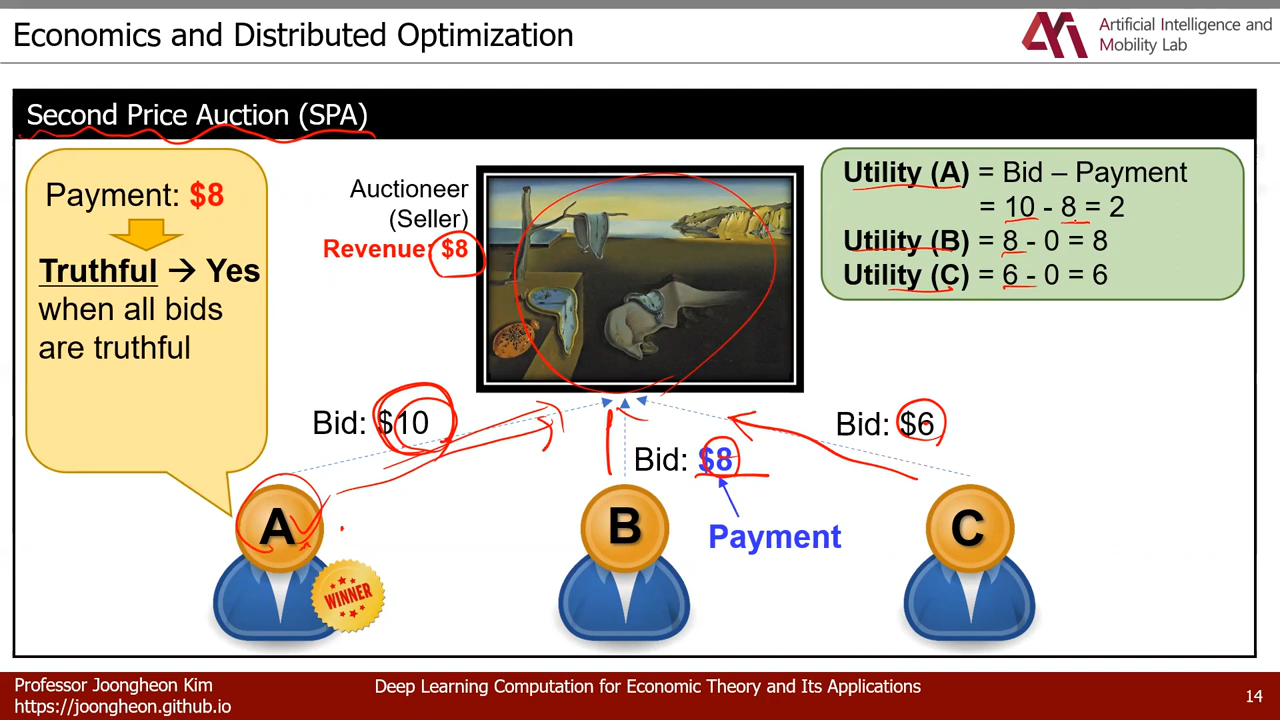 Economics and Distributed Optimization
Artificial Intelligence and
Mobility Lab
Second Price Auction (SPA)
Payment: $8
Truthful → Yes
when all bids
are truthful
Auctioneer
(Seller)
Revenue: $8
Utility (A) = Bid – Payment
= 10 - 8 = 2
Utility (B) = 8 - 0 = 8
Utility (C) = 6 - 0 = 6
Bid: $10
Bid: $8
Bid: $6
Payment
A
B
C
WINNER
Professor Joongheon Kim
https://joongheon.github.io
Deep Learning Computation for Economic Theory and Its Applications
14